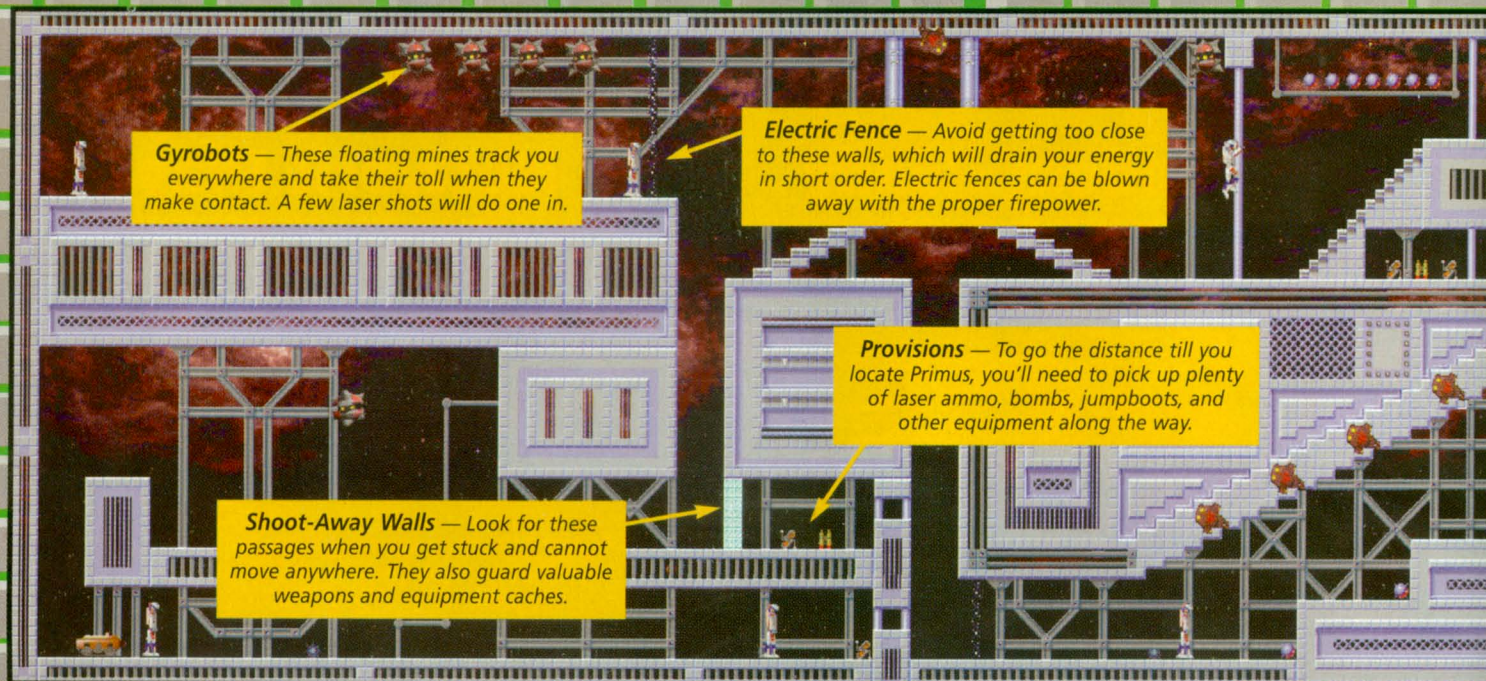 Gyrobots — These floating mines track you
everywhere and take their toll when they
make contact. A few laser shots will do one in.
Electric Fence — Avoid getting too close
to these walls, which will drain your energy
in short order. Electric fences can be blown
away with the proper firepower.
Provisions — To go the distance till you
locate Primus, you'll need to pick up plenty
of laser ammo, bombs, jumpboots, and
other equipment along the way.
Shoot-Away Walls — Look for these
passages when you get stuck and cannot
move anywhere. They also guard valuable
weapons and equipment caches.